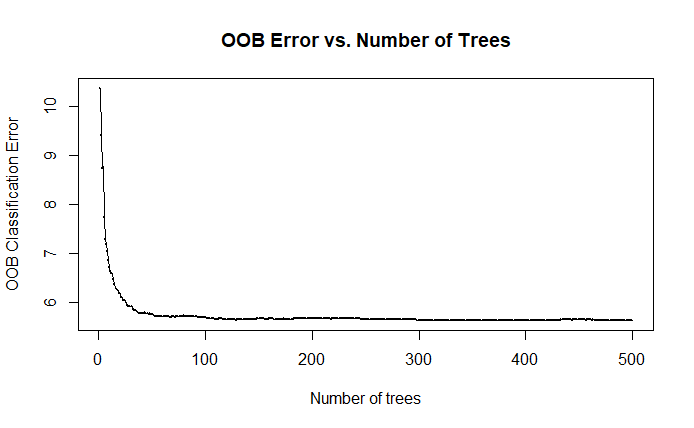 OOB Error vs. Number of Trees
OOB Classification Error
10
9
8
7
6
0 100 200 300 400 500
Number of trees